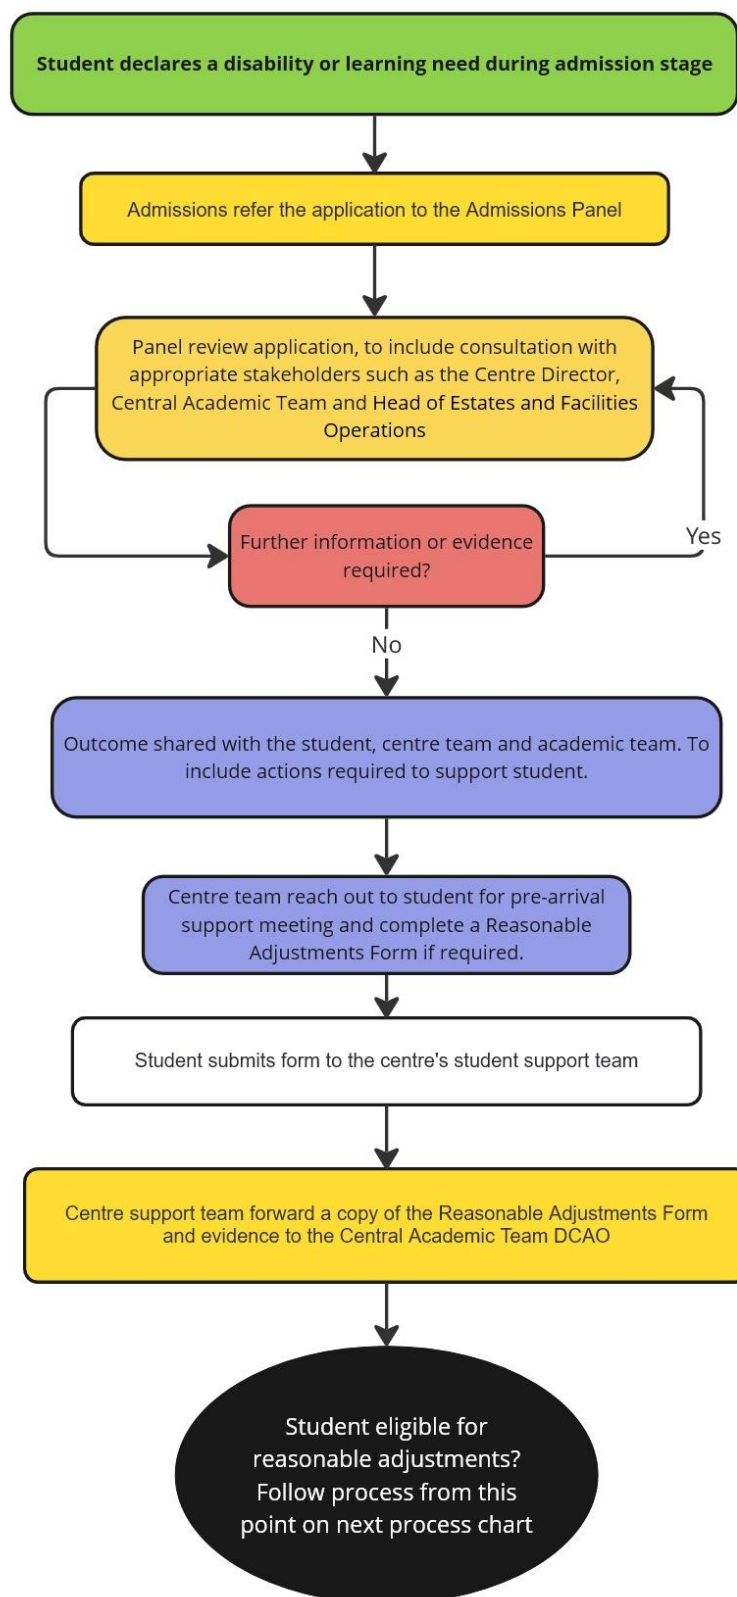 Student declares a disability or learning need during admission stage
Admissions refer the application to the Admissions Panel
Panel review application, to include consultation with
appropriate stakeholders such as the Centre Director,
Central Academic Team and Head of Estates and Facilities
Operations
Further information or evidence
required?
Yes
No
Outcome shared with the student, centre team and academic team. To
include actions required to support student.
Centre team reach out to student for pre-arrival
support meeting and complete a Reasonable
Adjustments Form if required.
Student submits form to the centre's student support team
Centre support team forward a copy of the Reasonable Adjustments Form
and evidence to the Central Academic Team DCAO
Student eligible for
reasonable adjustments?
Follow process from this
point on next process chart